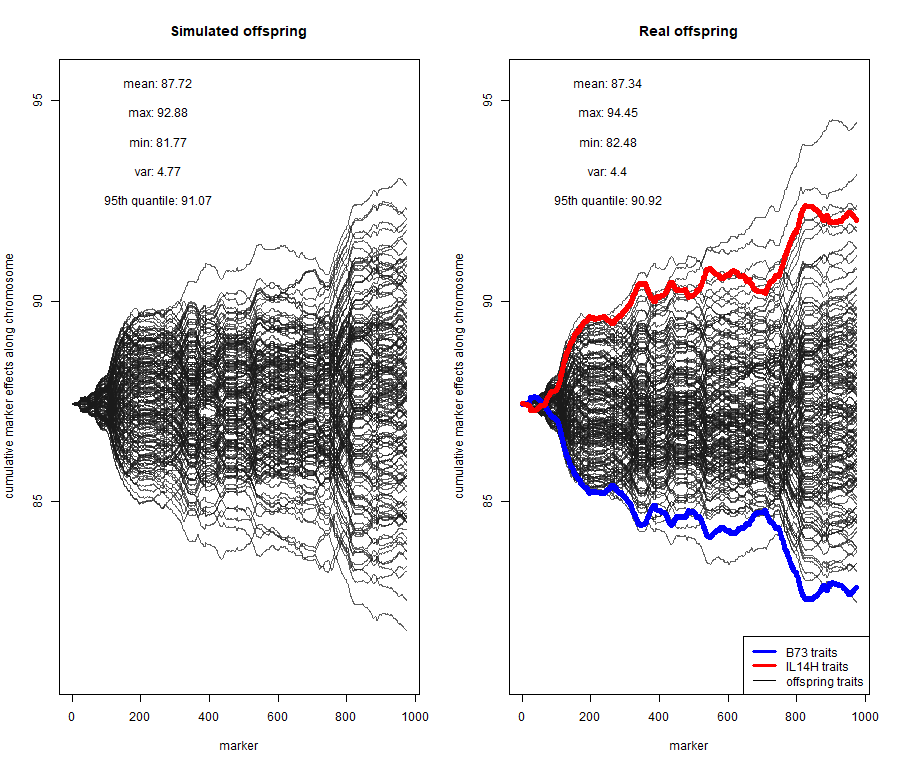 Simulated offspring
mean: 87.72
max: 92.88
min: 81.77
var: 4.77
95th quantile: 91.07
cumulative marker effects along chromosome
95
90
85
0 200 400 600 800 1000
marker
Real offspring
mean: 87.34
max: 94.45
min: 82.48
var: 4.4
95th quantile: 90.92
cumulative marker effects along chromosome
95
90
85
B73 traits
IL14H traits
offspring traits
0 200 400 600 800 1000
marker